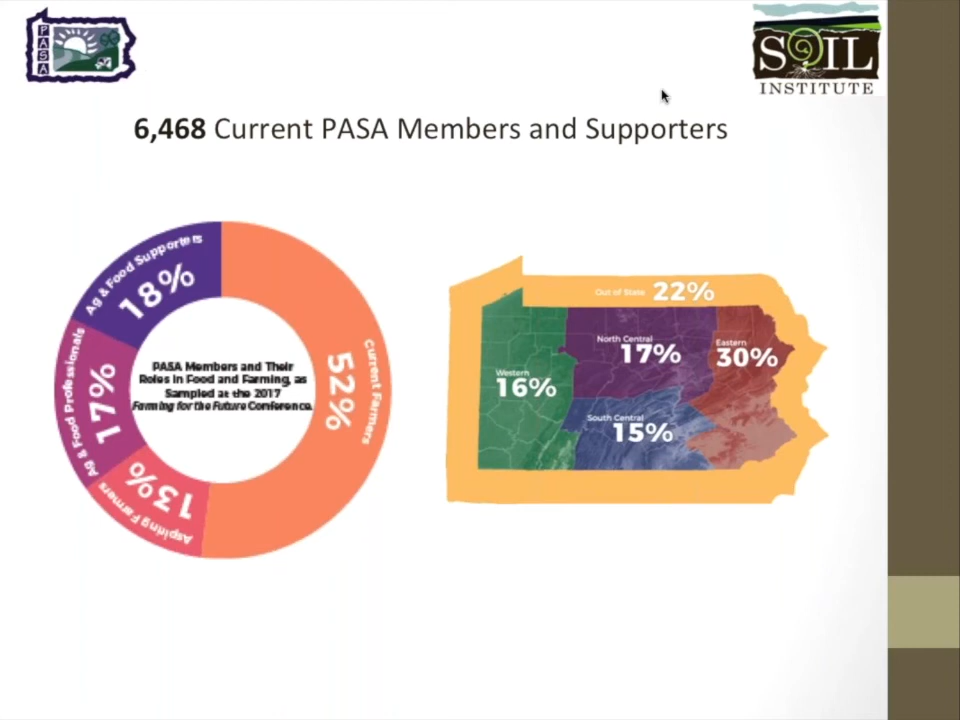 PASA
SOIL
INSTITUTE
6,468 Current PASA Members and Supporters
Ag & Food Supporters
18%
Current Farmers
52%
Ag & Food Professionals
17%
Aspiring Farmers
13%
PASA Members and Their
Roles in Food and Farming, as
Sampled at the 2017
Farming for the Future Conference
Out of State 22%
North Central
17%
Eastern
30%
Western
16%
South Central
15%